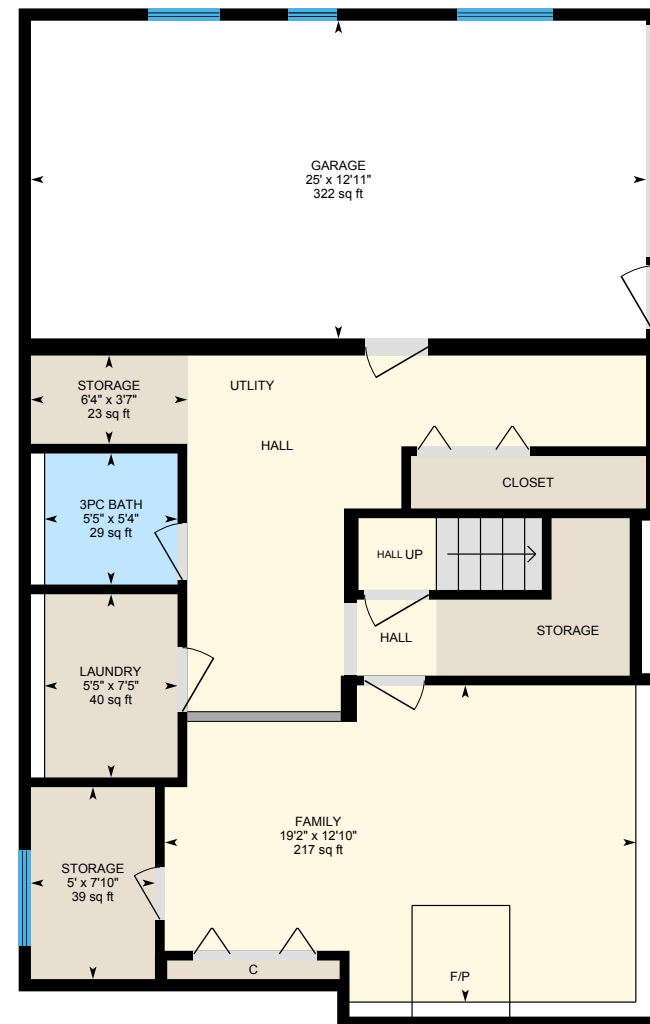 GARAGE
25' x 12'11"
322 sq ft
STORAGE
6'4" x 3'7"
23 sq ft
UTLITY
HALL
CLOSET
3PC BATH
5'5" x 5'4"
29 sq ft
HALL UP
HALL
STORAGE
LAUNDRY
5'5" x 7'5"
40 sq ft
FAMILY
19'2" x 12'10"
217 sq ft
STORAGE
5' x 7'10"
39 sq ft
C
F/P